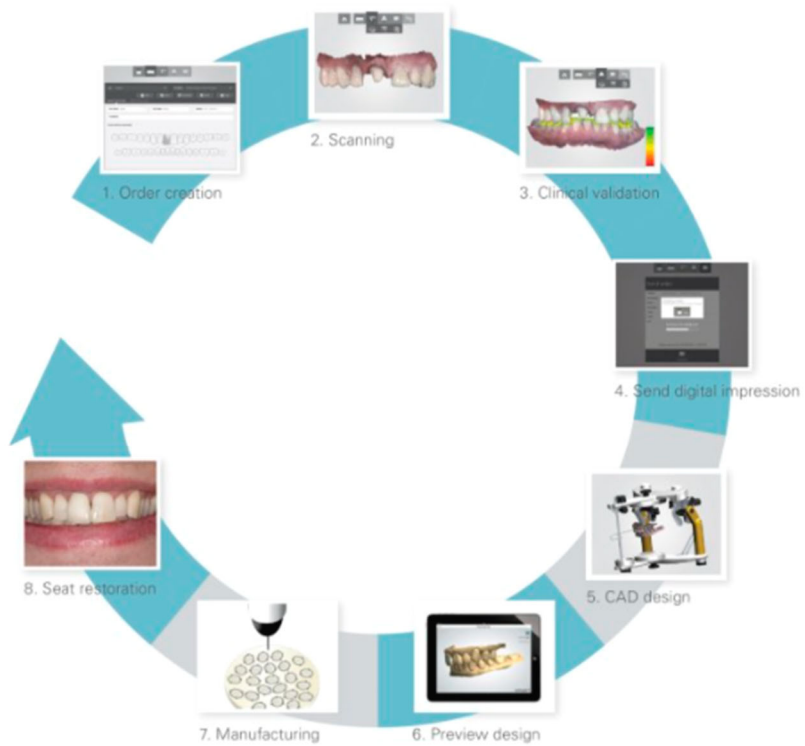 1. Order creation
2. Scanning
3. Clinical validation
4. Send digital impression
5. CAD design
6. Preview design
7. Manufacturing
8. Seat restoration